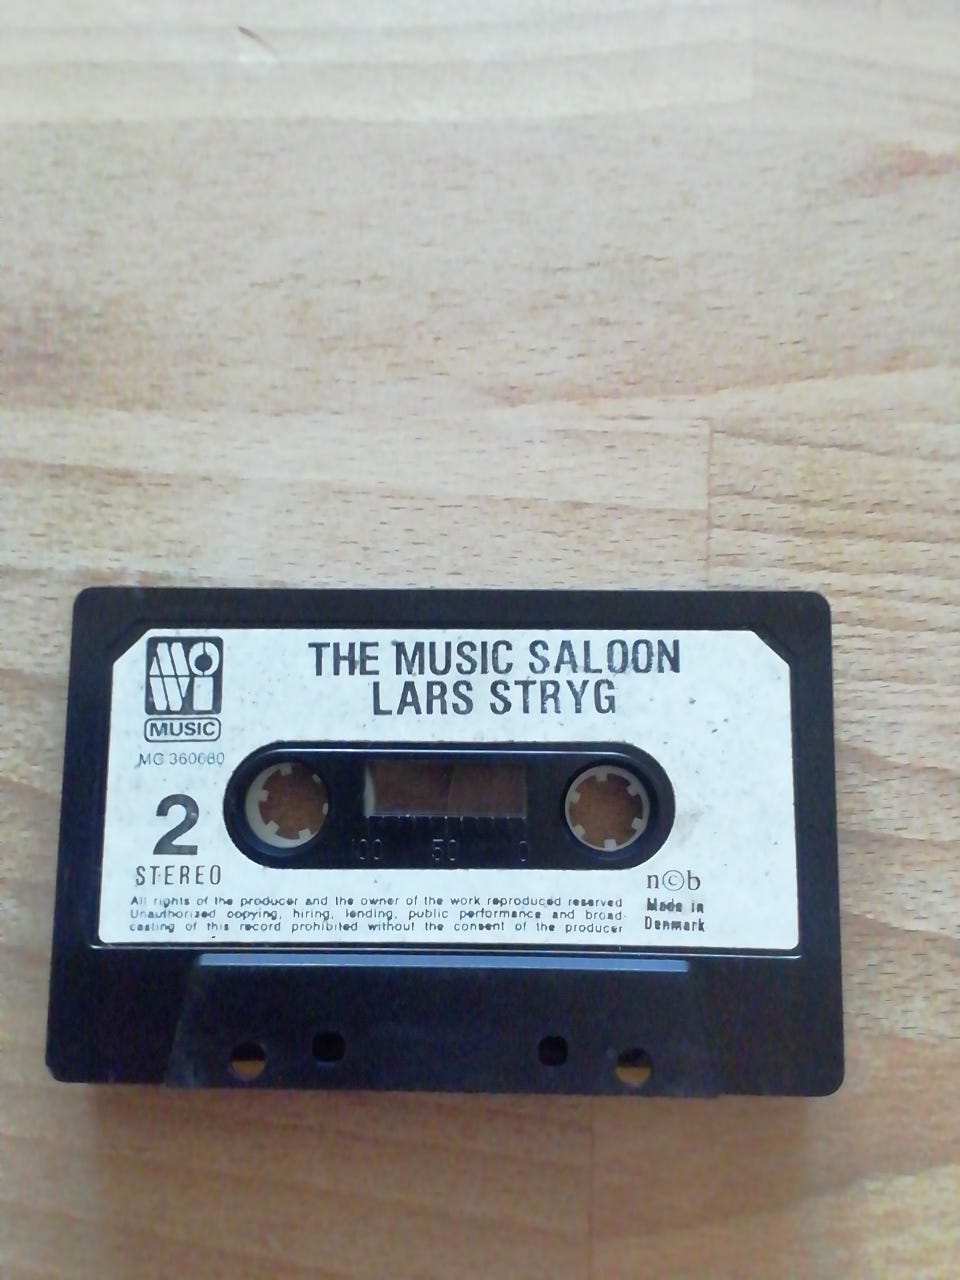 THE MUSIC SALOON
LARS STRYG
MUSIC
MC 360680
2
STEREO
100 50 0
n©b
Made in
Denmark
All rights of the producer and the owner of the work reproduced reserved
Unauthorized copying, hiring, lending, public performance and broad-
casting of this record prohibited without the consent of the producer